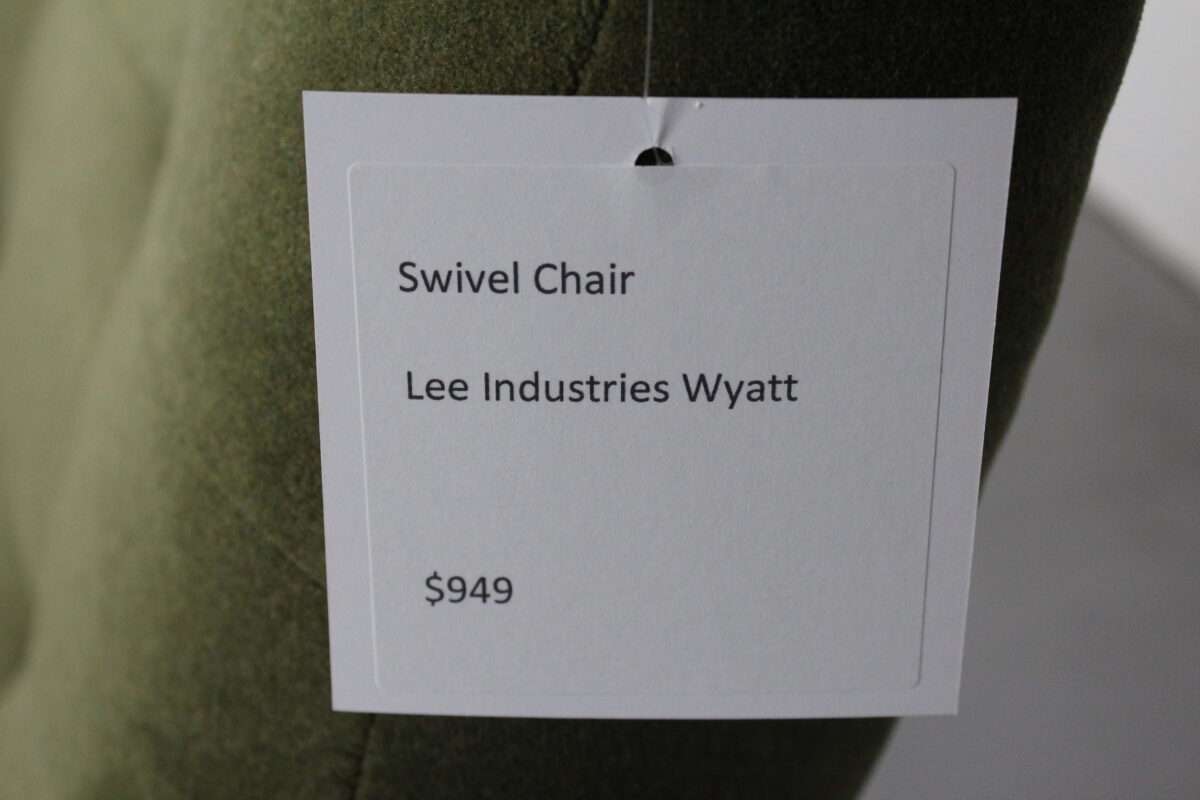 Swivel Chair
Lee Industries Wyatt
$949